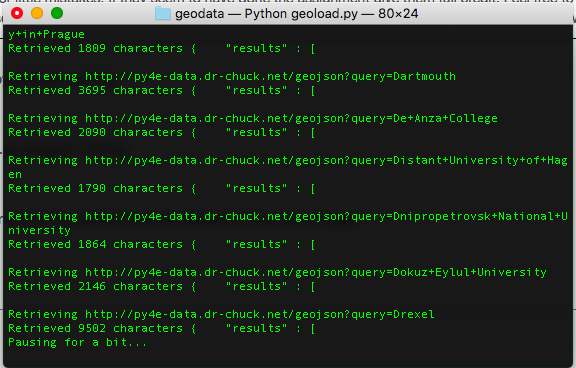 geodata — Python geoload.py — 80×24
y+in+Prague
Retrieved 1809 characters {    "results" : [
Retrieving http://py4e-data.dr-chuck.net/geojson?query=Dartmouth
Retrieved 3695 characters {    "results" : [
Retrieving http://py4e-data.dr-chuck.net/geojson?query=De+Anza+College
Retrieved 2090 characters {    "results" : [
Retrieving http://py4e-data.dr-chuck.net/geojson?query=Distant+University+of+Hag
en
Retrieved 1790 characters {    "results" : [
Retrieving http://py4e-data.dr-chuck.net/geojson?query=Dnipropetrovsk+National+U
niversity
Retrieved 1864 characters {    "results" : [
Retrieving http://py4e-data.dr-chuck.net/geojson?query=Dokuz+Eylul+University
Retrieved 2146 characters {    "results" : [
Retrieving http://py4e-data.dr-chuck.net/geojson?query=Drexel
Retrieved 9502 characters {    "results" : [
Pausing for a bit...